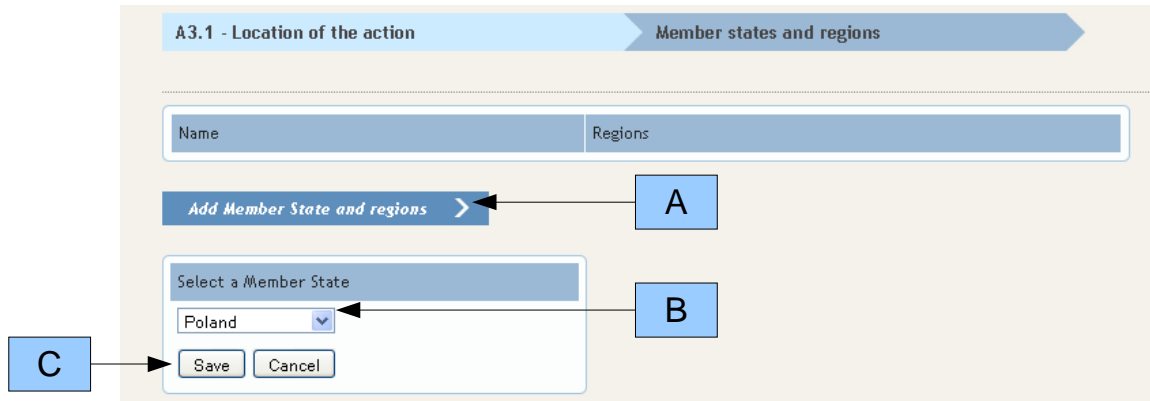 A3.1 - Location of the action Member states and regions
Name Regions
Add Member State and regions
A
Select a Member State
Poland
B
Save Cancel
C